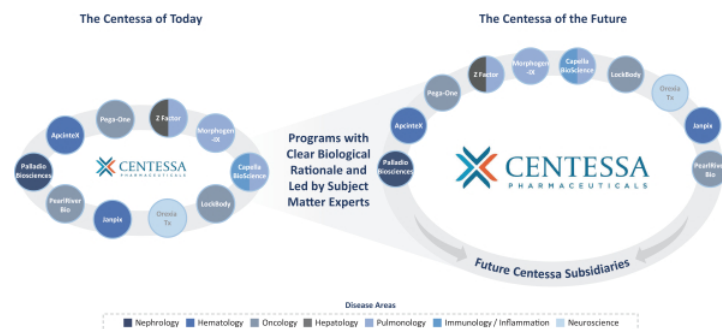 The Centessa of Today
The Centessa of the Future
Pega-One
Z Factor
Morphogen
-IX
Capella
BioScience
LockBody
Orexia
Tx
Janpix
PearlRiver
Bio
Palladio
Biosciences
ApcinteX
CENTESSA
PHARMACEUTICALS
Programs with
Clear Biological
Rationale and
Led by Subject
Matter Experts
ApcinteX
Pega-One
Z Factor
Morphogen
-IX
Capella
BioScience
LockBody
Orexia
Tx
Janpix
PearlRiver
Bio
Palladio
Biosciences
CENTESSA
PHARMACEUTICALS
Future Centessa Subsidiaries
Disease Areas
Nephrology
Hematology
Oncology
Hepatology
Pulmonology
Immunology / Inflammation
Neuroscience